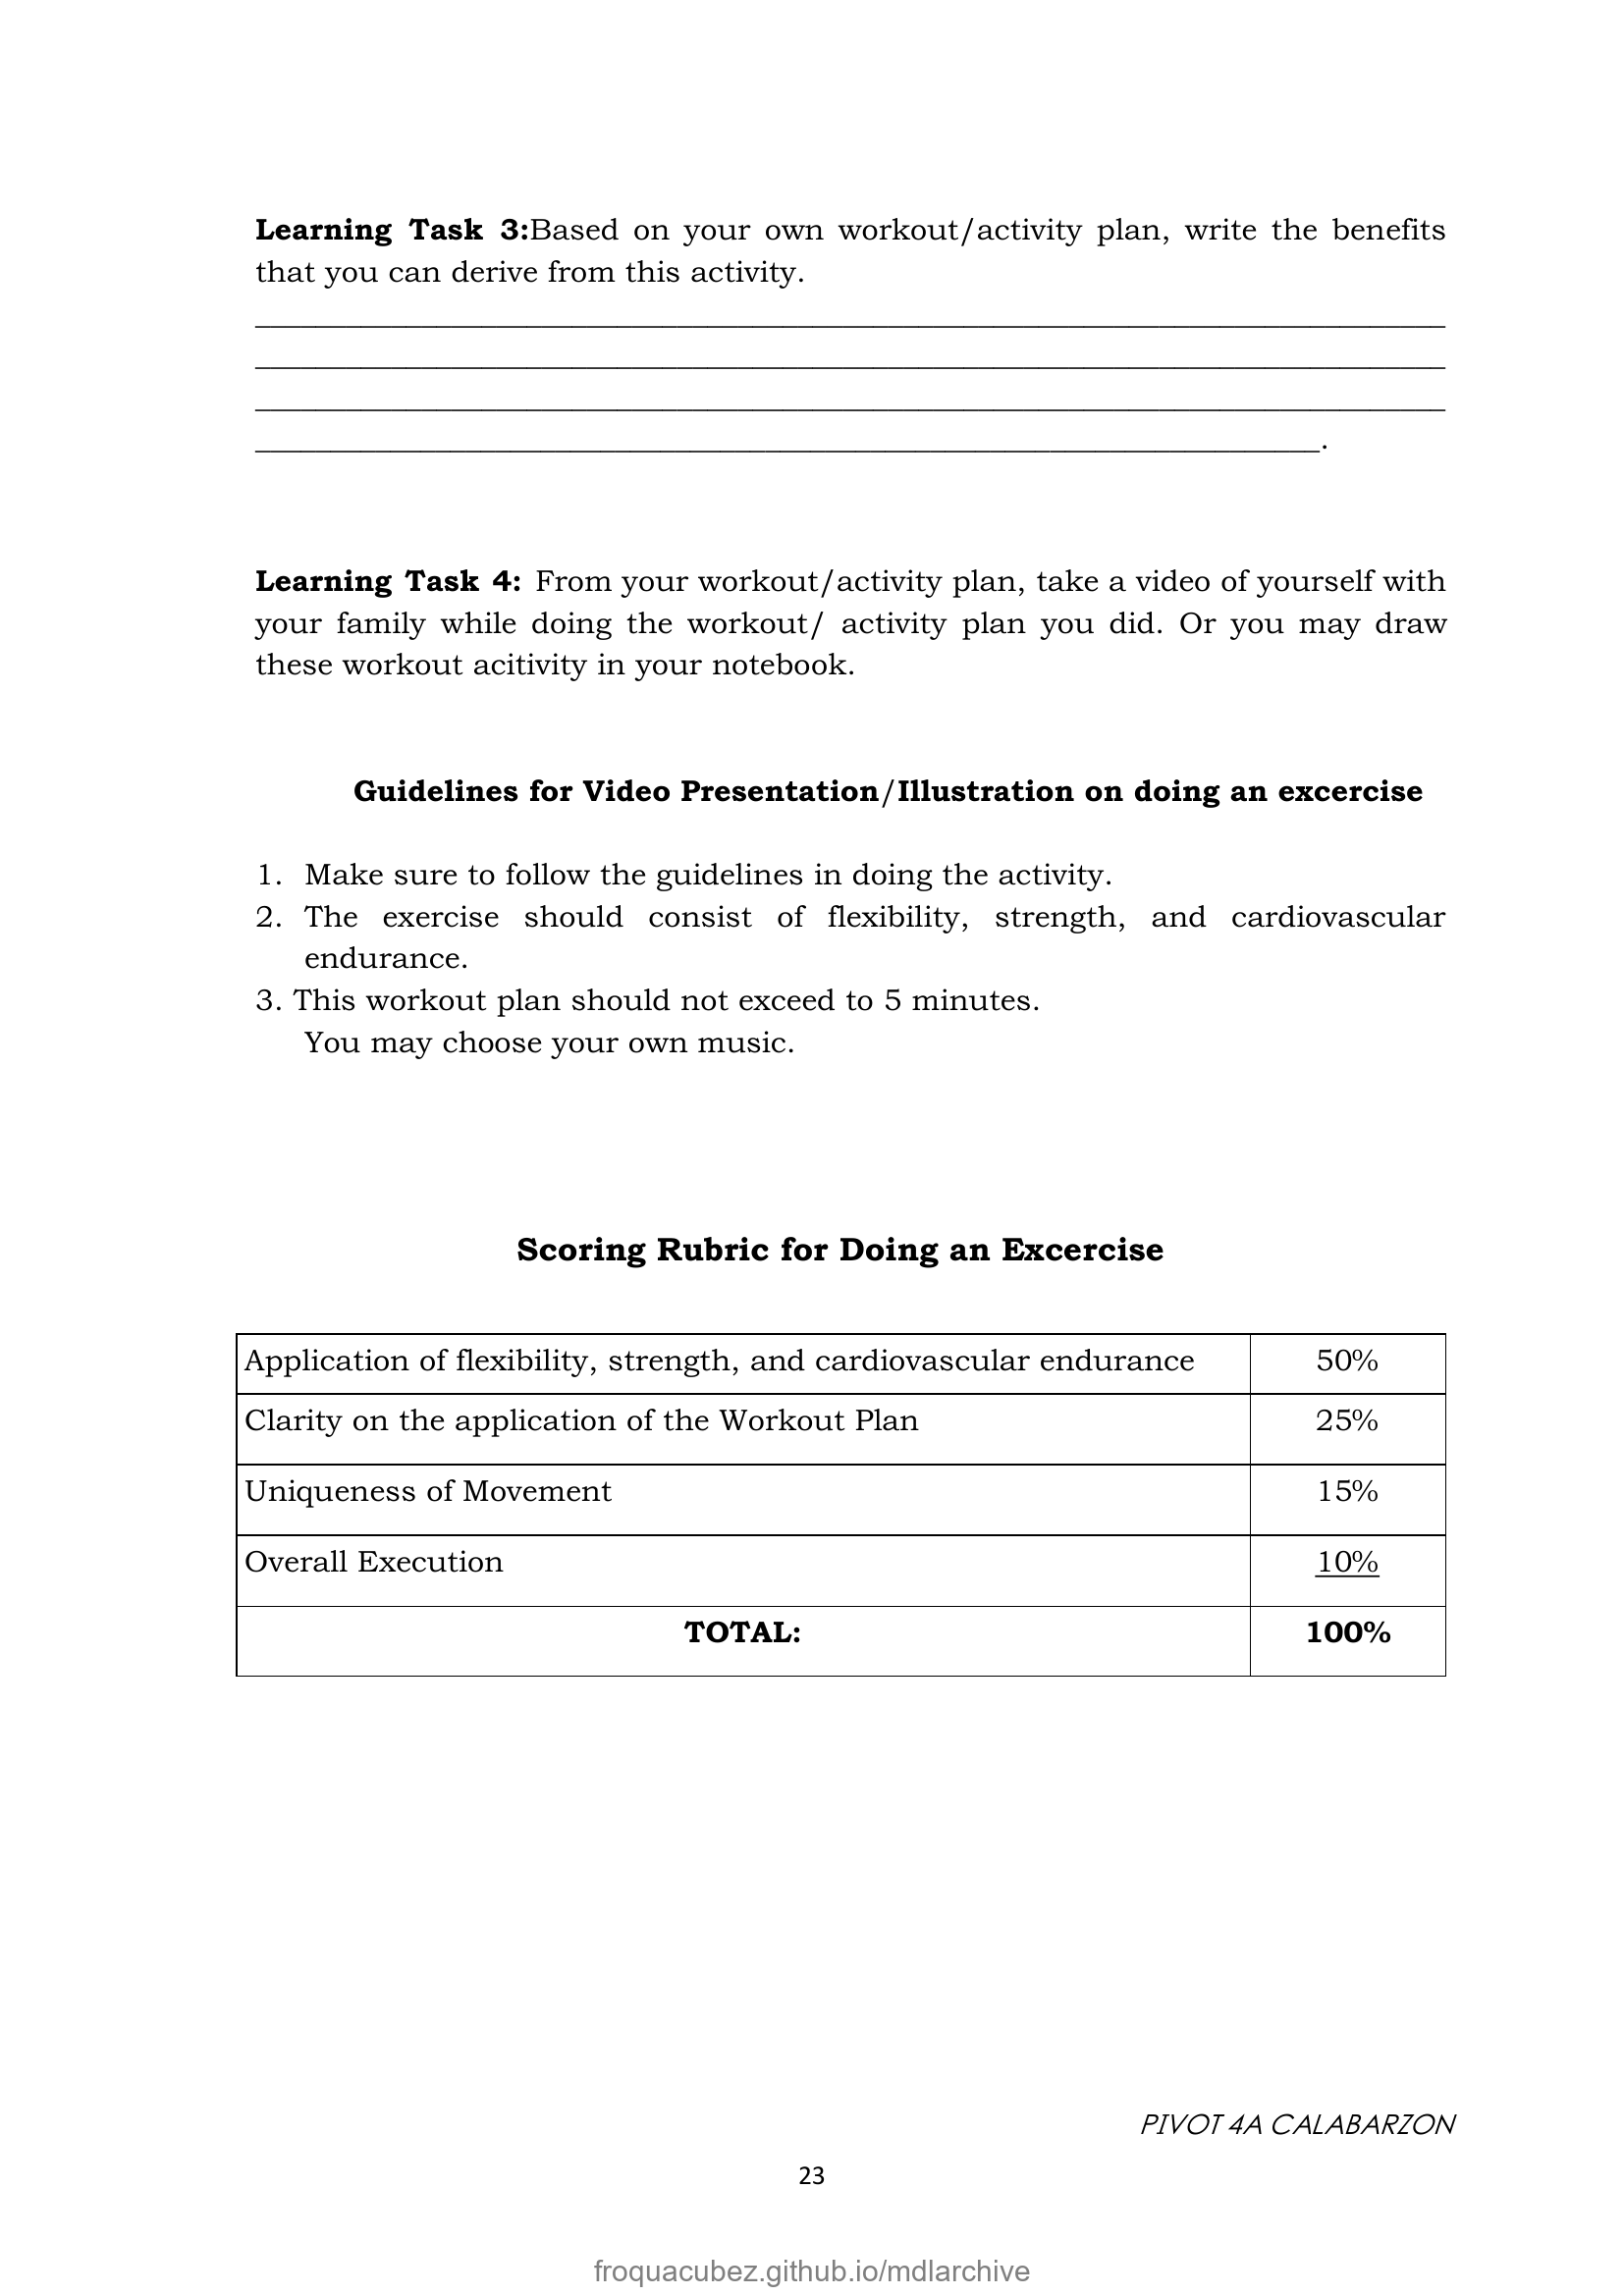 Learning Task 3:Based on your own workout/activity plan, write the benefits
that you can derive from this activity.
______________________________________________________________________________
______________________________________________________________________________
______________________________________________________________________________
______________________________________________________________________.
Learning Task 4: From your workout/activity plan, take a video of yourself with
your family while doing the workout/ activity plan you did. Or you may draw
these workout acitivity in your notebook.
Guidelines for Video Presentation/Illustration on doing an excercise
1. Make sure to follow the guidelines in doing the activity.
2. The exercise should consist of flexibility, strength, and cardiovascular
endurance.
3. This workout plan should not exceed to 5 minutes.
You may choose your own music.
Scoring Rubric for Doing an Excercise
Application of flexibility, strength, and cardiovascular endurance 50%
Clarity on the application of the Workout Plan 25%
Uniqueness of Movement 15%
Overall Execution 10%
TOTAL: 100%
PIVOT 4A CALABARZON
23
froquacubez.github.io/mdlarchive